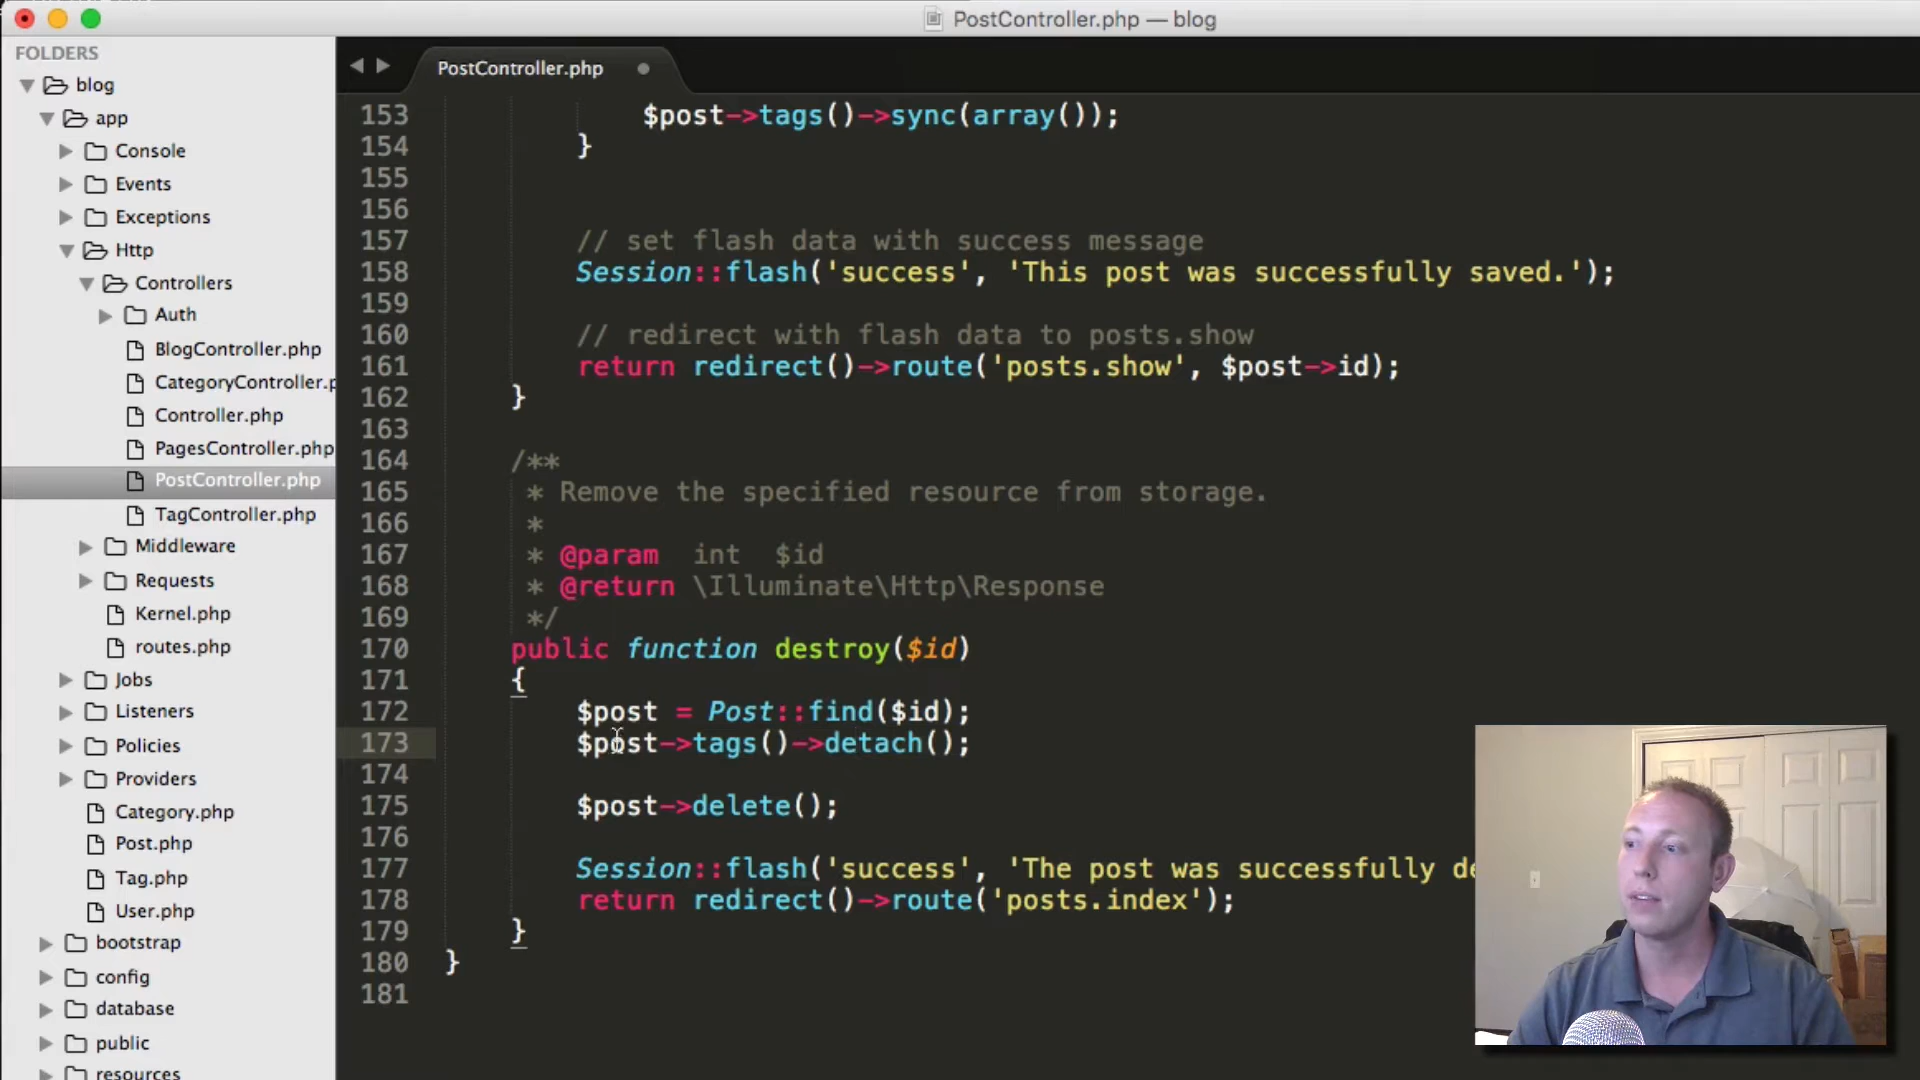 PostController.php — blog
FOLDERS
blog
app
Console
Events
Exceptions
Http
Controllers
Auth
BlogController.php
CategoryController.p
Controller.php
PagesController.php
PostController.php
TagController.php
Middleware
Requests
Kernel.php
routes.php
Jobs
Listeners
Policies
Providers
Category.php
Post.php
Tag.php
User.php
bootstrap
config
database
public
resources
PostController.php
153 $post->tags()->sync(array());
154 }
155
156
157 // set flash data with success message
158 Session::flash('success', 'This post was successfully saved.');
159
160 // redirect with flash data to posts.show
161 return redirect()->route('posts.show', $post->id);
162 }
163
164 /**
165 * Remove the specified resource from storage.
166 *
167 * @param int $id
168 * @return \Illuminate\Http\Response
169 */
170 public function destroy($id)
171 {
172 $post = Post::find($id);
173 $post->tags()->detach();
174
175 $post->delete();
176
177 Session::flash('success', 'The post was successfully de
178 return redirect()->route('posts.index');
179 }
180 }
181